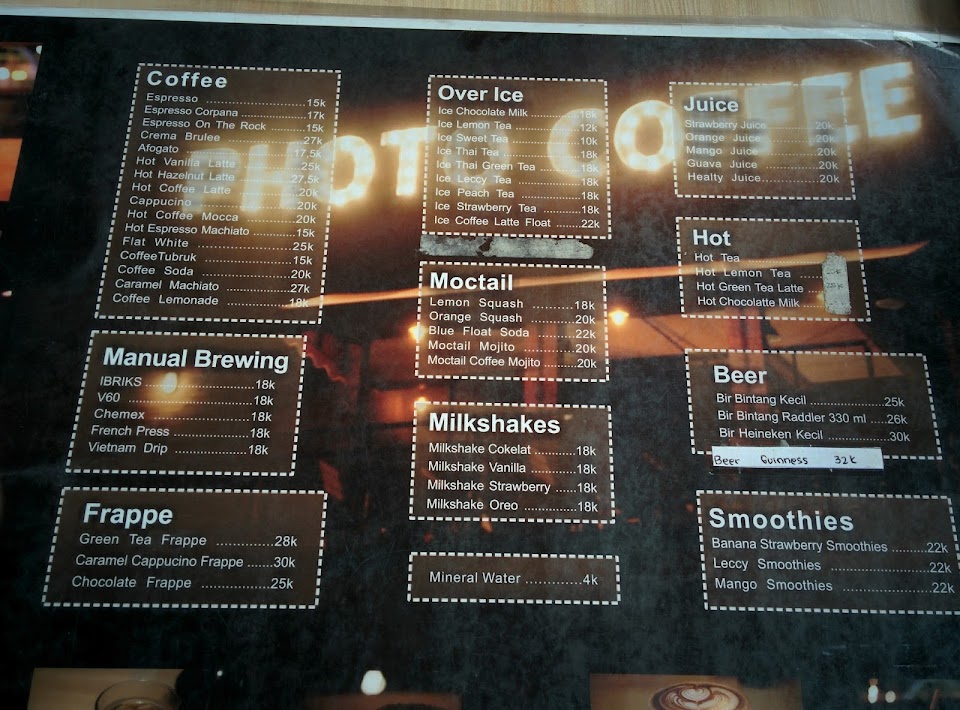 PHOTO COFFEE
Coffee
Espresso ............................15k
Espresso Corpana ................17k
Espresso On The Rock ..........15k
Crema Brulee ......................27k
Afogato ............................17,5k
Hot Vanilla Latte ..................25k
Hot Hazelnut Latte ............27,5k
Hot Coffee Latte ................20k
Cappucino ..........................20k
Hot Coffee Mocca ..............20k
Hot Espresso Machiato ..........15k
Flat White ..........................25k
CoffeeTubruk ......................15k
Coffee Soda ........................20k
Caramel Machiato ................27k
Coffee Lemonade ................18k
Manual Brewing
IBRIKS ............................18k
V60 ................................18k
Chemex ............................18k
French Press ......................18k
Vietnam Drip ......................18k
Frappe
Green Tea Frappe ..............28k
Caramel Cappucino Frappe .......30k
Chocolate Frappe ................25k
Over Ice
Ice Chocolate Milk ..............18k
Ice Lemon Tea ..................12k
Ice Sweet Tea ..................10k
Ice Thai Tea ....................18k
Ice Thai Green Tea ............18k
Ice Leccy Tea ..................18k
Ice Peach Tea ..................18k
Ice Strawberry Tea ..........18k
Ice Coffee Latte Float .......22k
Moctail
Lemon Squash ............18k
Orange Squash ............20k
Blue Float Soda ............22k
Moctail Mojito ..............20k
Moctail Coffee Mojito ..........20k
Milkshakes
Milkshake Cokelat ............18k
Milkshake Vanilla ............18k
Milkshake Strawberry ......18k
Milkshake Oreo ...............18k
Mineral Water ..............4k
Juice
Strawberry Juice ..............20k
Orange Juice ..................20k
Mango Juice ..................20k
Guava Juice ..................20k
Healty Juice..................20k
Hot
Hot Tea
Hot Lemon Tea
Hot Green Tea Latte
Hot Chocolatte Milk
Beer
Bir Bintang Kecil ....................25k
Bir Bintang Raddler 330 ml .....26k
Bir Heineken Kecil ..................30k
Beer Guinness 32k
Smoothies
Banana Strawberry Smoothies ..........22k
Leccy Smoothies ..........................22k
Mango Smoothies ........................22k